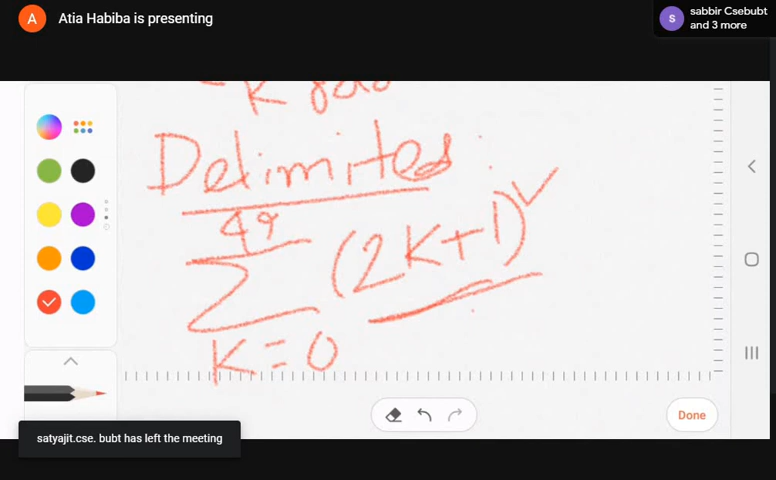 A Atia Habiba is presenting
S sabbir Csebubt
and 3 more
Delimited :
49
∑ (2K+1)
K=0
Done
satyajit.cse. bubt has left the meeting